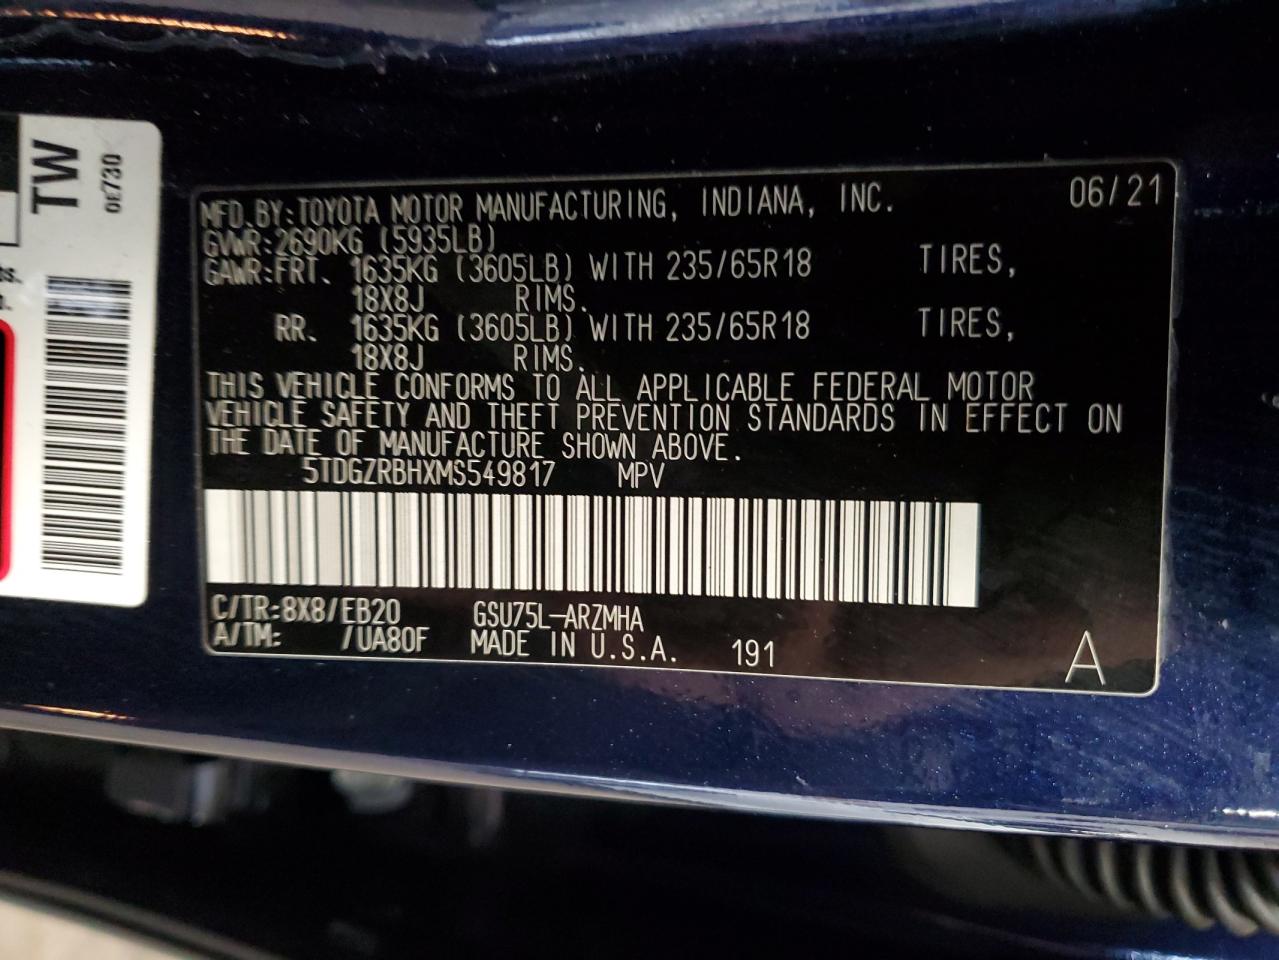 TW
OE730
MFD.BY:TOYOTA MOTOR MANUFACTURING, INDIANA, INC. 06/21
GVWR:2690KG (5935LB)
GAWR:FRT. 1635KG (3605LB) WITH 235/65R18 TIRES,
18X8J RIMS.
RR. 1635KG (3605LB) WITH 235/65R18 TIRES,
18X8J RIMS.
THIS VEHICLE CONFORMS TO ALL APPLICABLE FEDERAL MOTOR
VEHICLE SAFETY AND THEFT PREVENTION STANDARDS IN EFFECT ON
THE DATE OF MANUFACTURE SHOWN ABOVE.
5TDGZRBHXMS549817 MPV
C/TR:8X8/EB20 GSU75L-ARZMHA
A/TM: /UA80F MADE IN U.S.A. 191 A